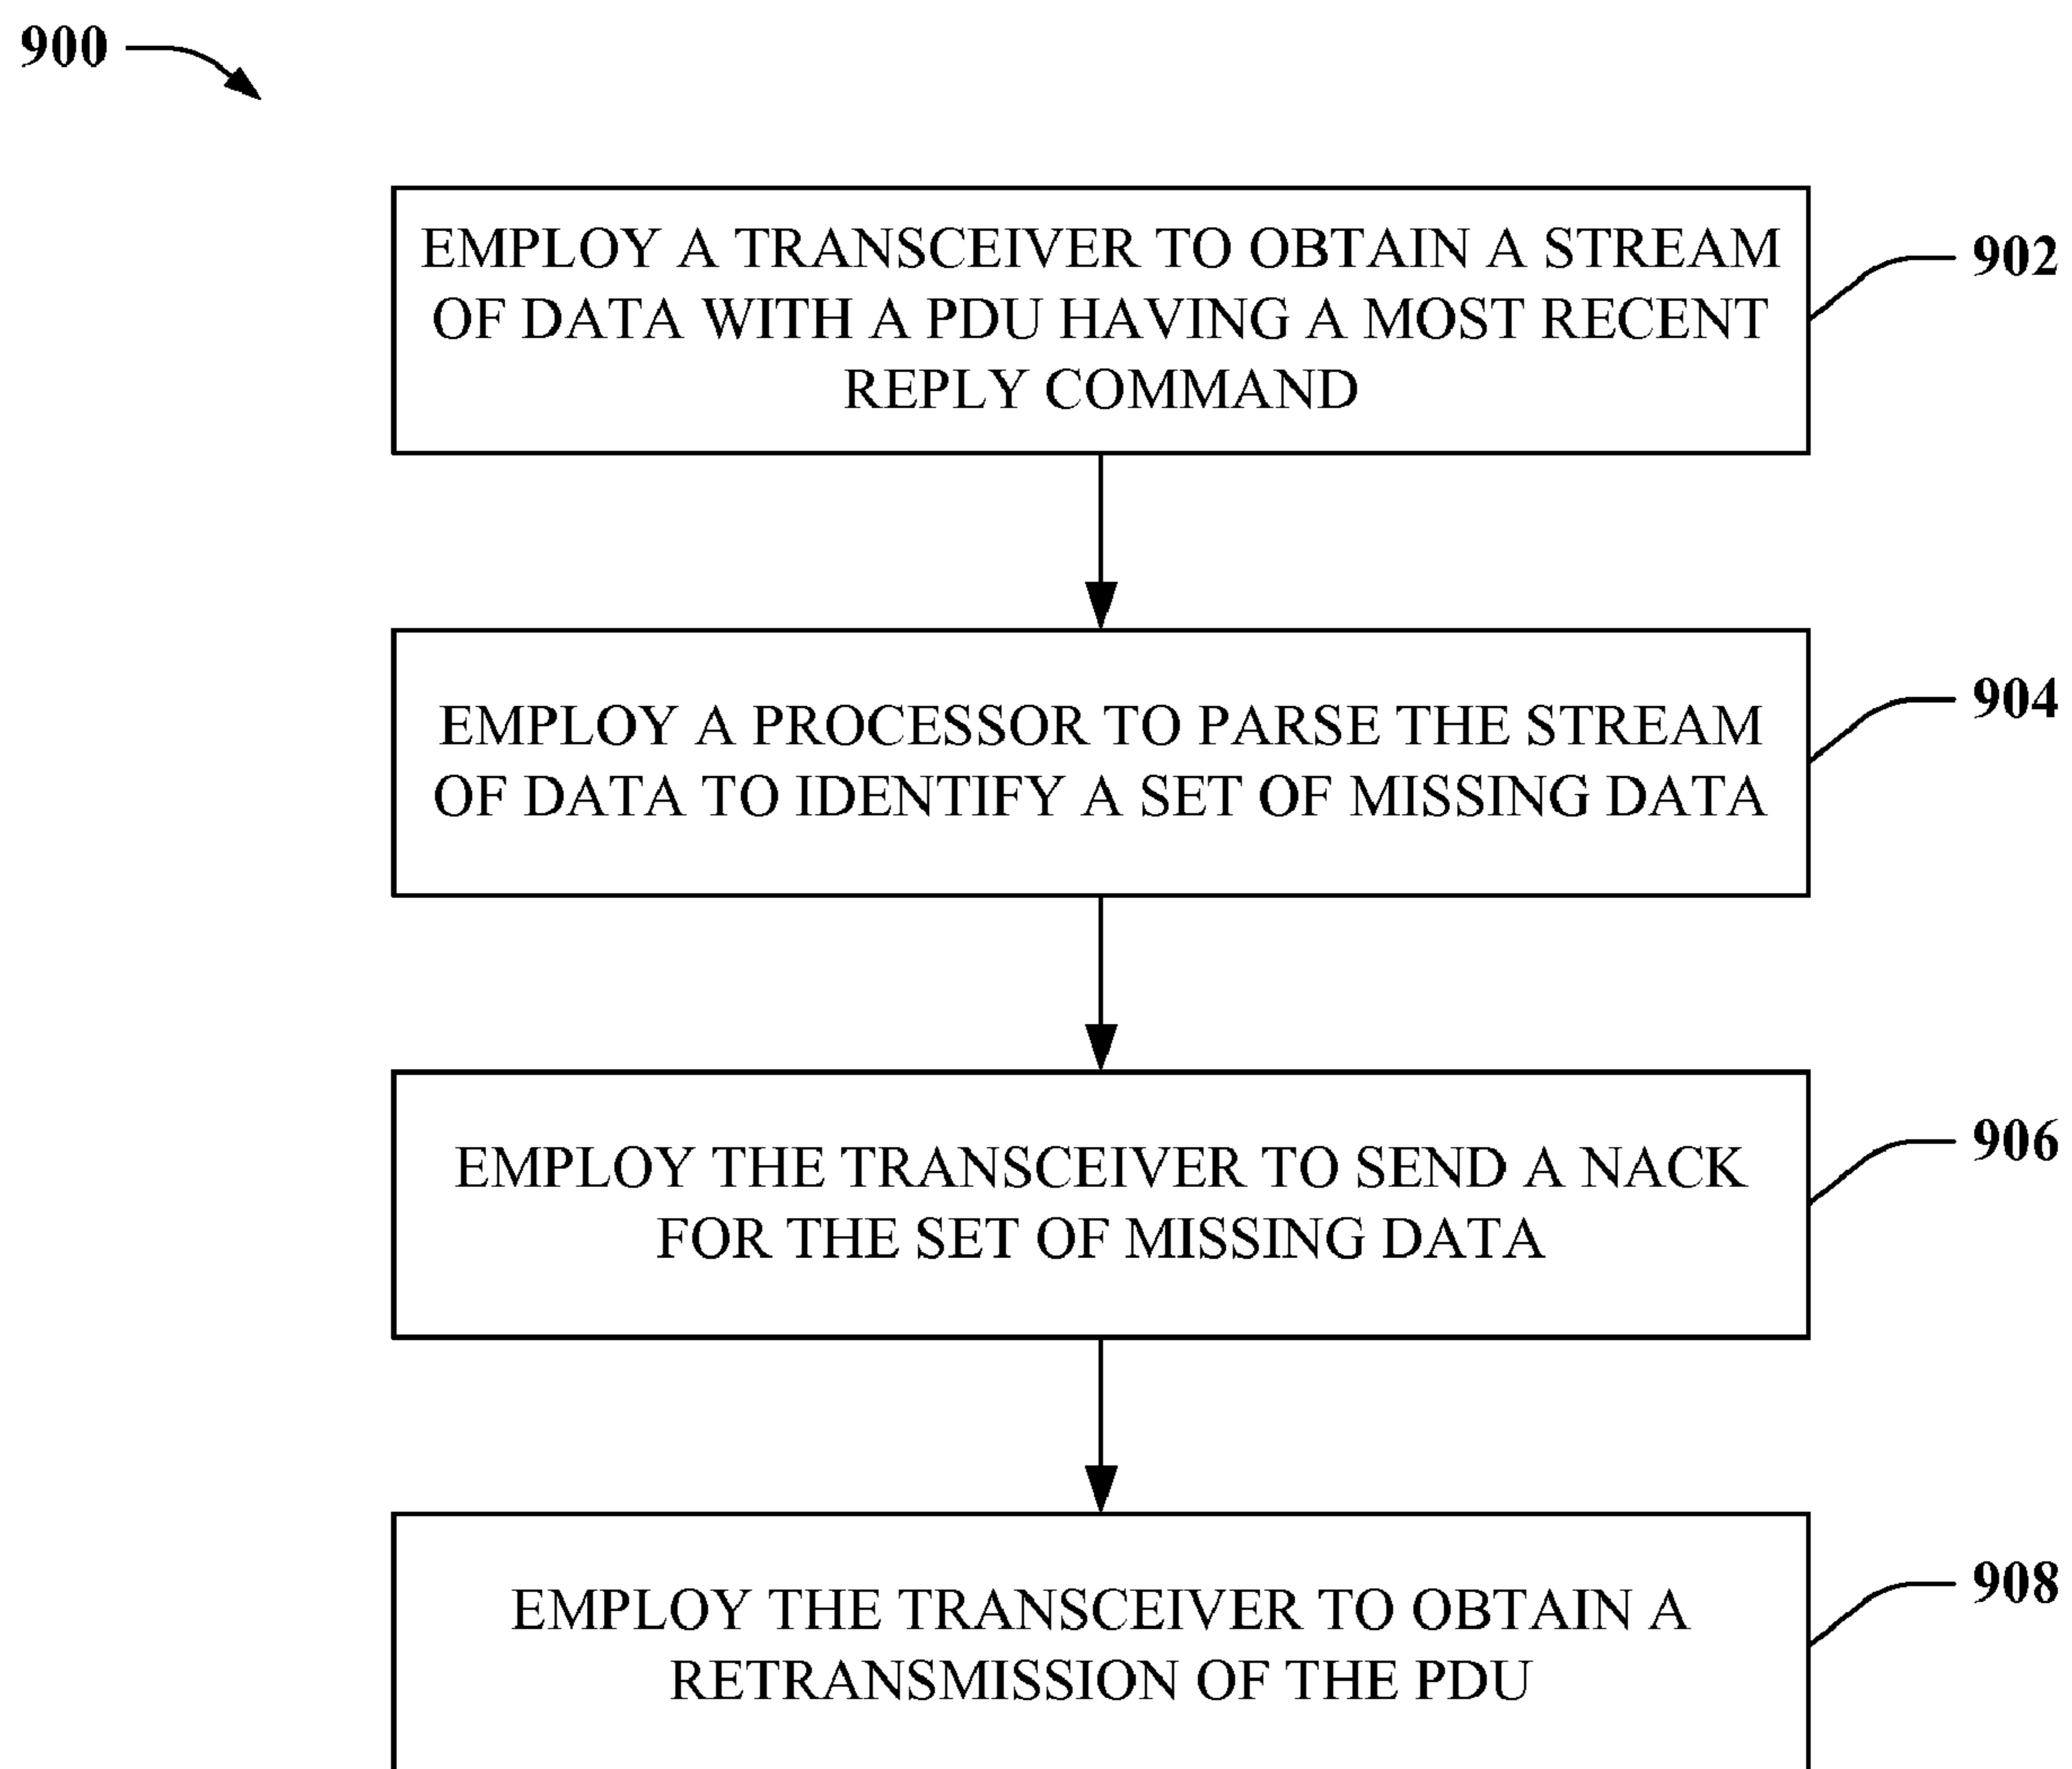 900
EMPLOY A TRANSCEIVER TO OBTAIN A STREAM
OF DATA WITH A PDU HAVING A MOST RECENT
REPLY COMMAND
902
EMPLOY A PROCESSOR TO PARSE THE STREAM
OF DATA TO IDENTIFY A SET OF MISSING DATA
904
EMPLOY THE TRANSCEIVER TO SEND A NACK
FOR THE SET OF MISSING DATA
906
EMPLOY THE TRANSCEIVER TO OBTAIN A
RETRANSMISSION OF THE PDU
908